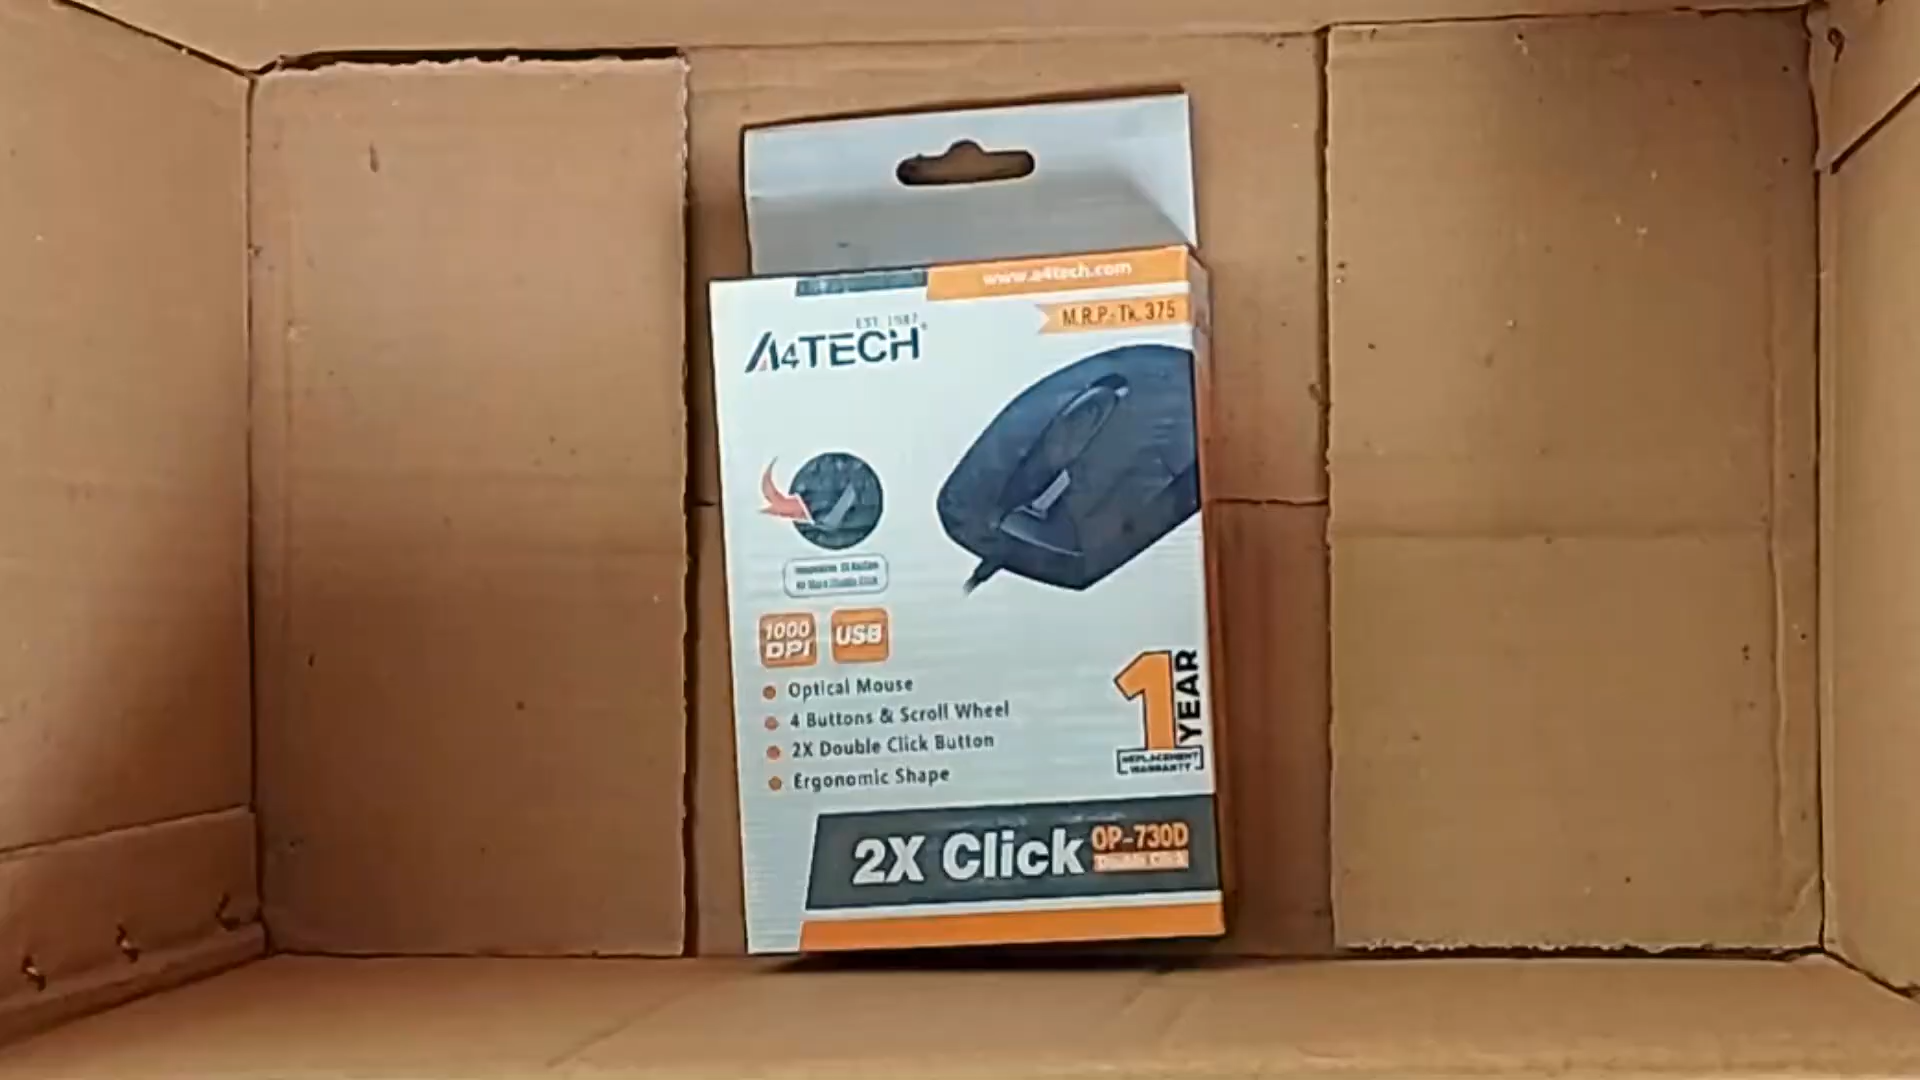 www.a4tech.com
M.R.P.-Tk. 375
EST. 1987
A4TECH
1000 DPI
USB
Optical Mouse
4 Buttons & Scroll Wheel
2X Double Click Button
Ergonomic Shape
1 YEAR
REPLACEMENT
WARRANTY
2X Click
OP-730D
Double Click